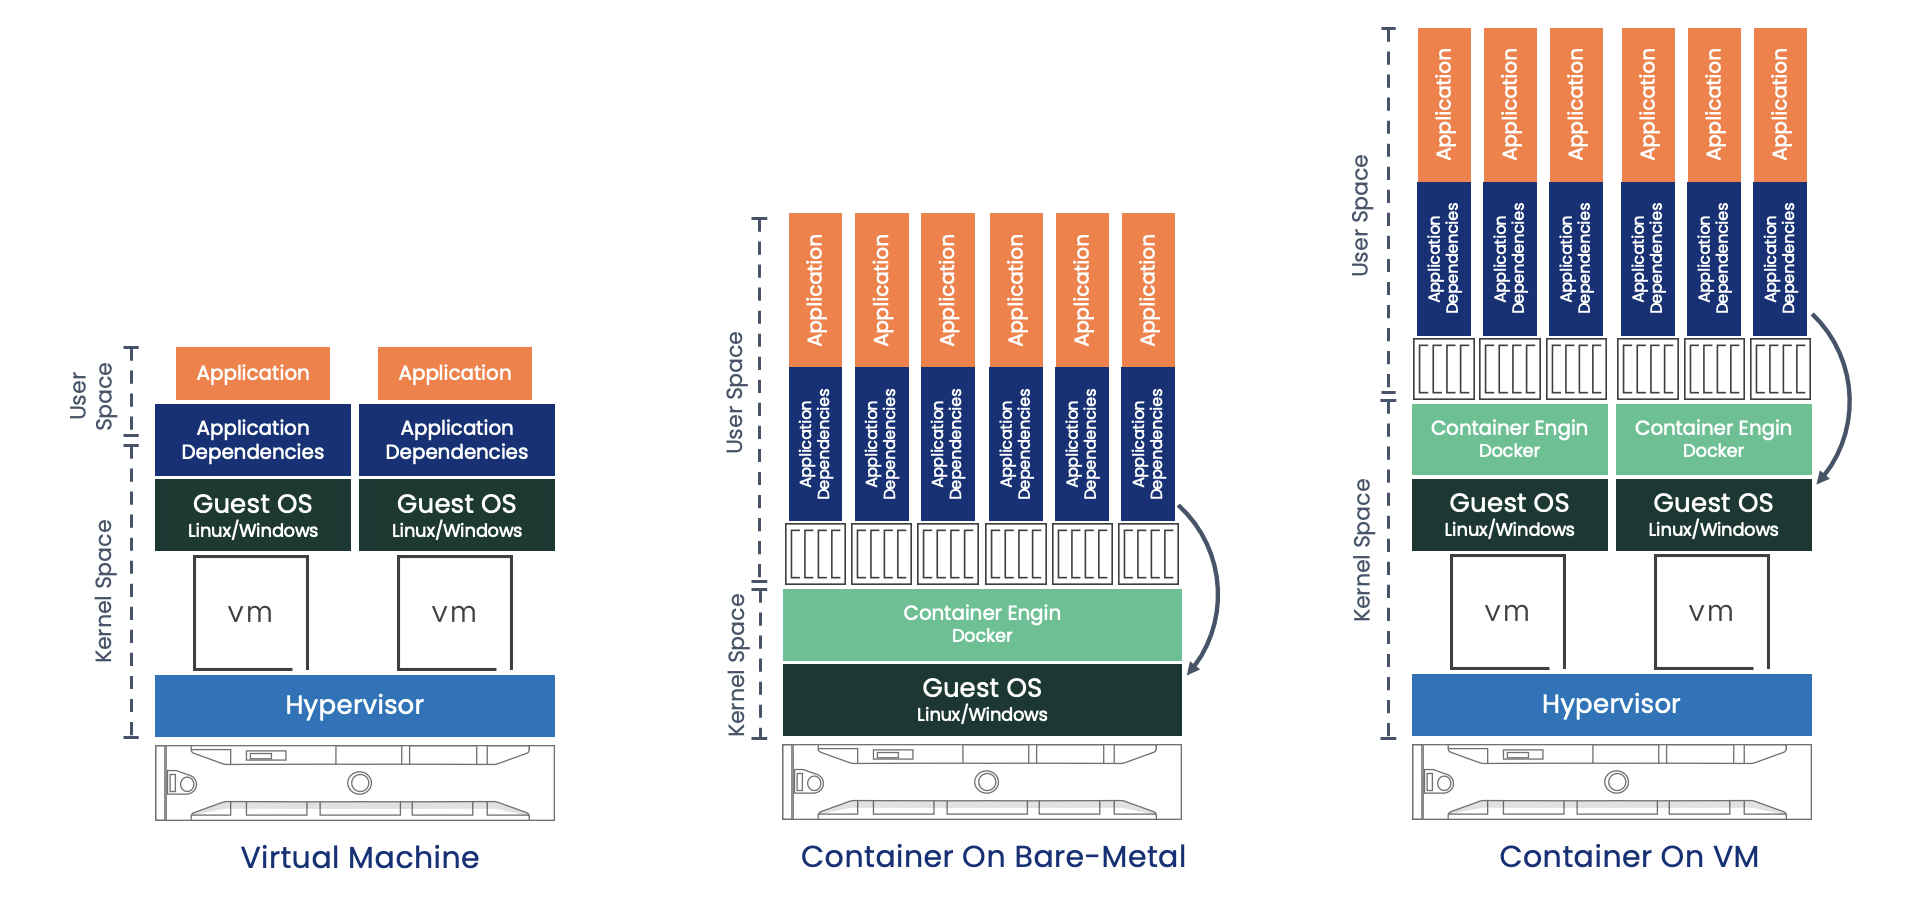 User
Space
Kernel Space
Application
Application
Application
Dependencies
Application
Dependencies
Guest OS
Linux/Windows
Guest OS
Linux/Windows
vm
vm
Hypervisor
Virtual Machine
User Space
Kernel Space
Application
Application
Application
Application
Application
Application
Application
Dependencies
Application
Dependencies
Application
Dependencies
Application
Dependencies
Application
Dependencies
Application
Dependencies
Container Engin
Docker
Guest OS
Linux/Windows
Container On Bare-Metal
User Space
Kernel Space
Application
Application
Application
Application
Application
Application
Application
Dependencies
Application
Dependencies
Application
Dependencies
Application
Dependencies
Application
Dependencies
Application
Dependencies
Container Engin
Docker
Container Engin
Docker
Guest OS
Linux/Windows
Guest OS
Linux/Windows
vm
vm
Hypervisor
Container On VM